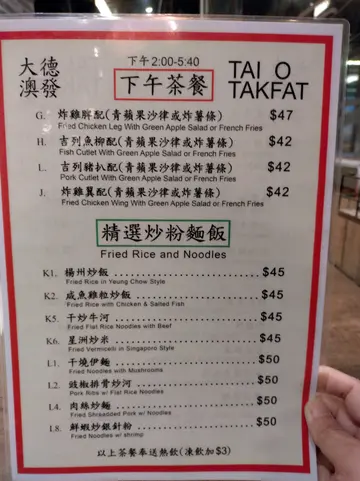 下午2:00-5:40
大德澳發
下午茶餐
TAI O
TAKFAT
G. 炸雞脾配(青蘋果沙律或炸薯條) $47
Fried Chicken Leg With Green Apple Salad or French Fries
H. 吉列魚柳配(青蘋果沙律或炸薯條) $42
Fish Cutlet With Green Apple Salad or French Fries
L. 吉列豬扒配(青蘋果沙律或炸薯條) $42
Pork Cutlet With Green Apple Salad or French Fries
J. 炸雞翼配(青蘋果沙律或炸薯條) $42
Fried Chicken Wing With Green Apple Salad or French Fries
精選炒粉麵飯
Fried Rice and Noodles
K1. 楊州炒飯 $45
Fried Rice in Yeung Chow Style
K2. 咸魚雞粒炒飯 $45
Fried Rice with Chicken & Salted Fish
K5. 干炒牛河 $45
Fried Flat Rice Noodles with Beef
K6. 星洲炒米 $45
Fried Vermicelli in Singapore Style
L1. 干燒伊麵 $50
Fried Noodles with Mushrooms
L2. 豉椒排骨炒河 $50
Pork Ribs w/ Flat Rice Noodles
L4. 肉絲炒麵 $50
Fried Shraedded Pork w/ Noodles
L8. 鮮蝦炒銀針粉 $50
Fried Noodles w/ shrimp
以上茶餐奉送熱飲(凍飲加$3)